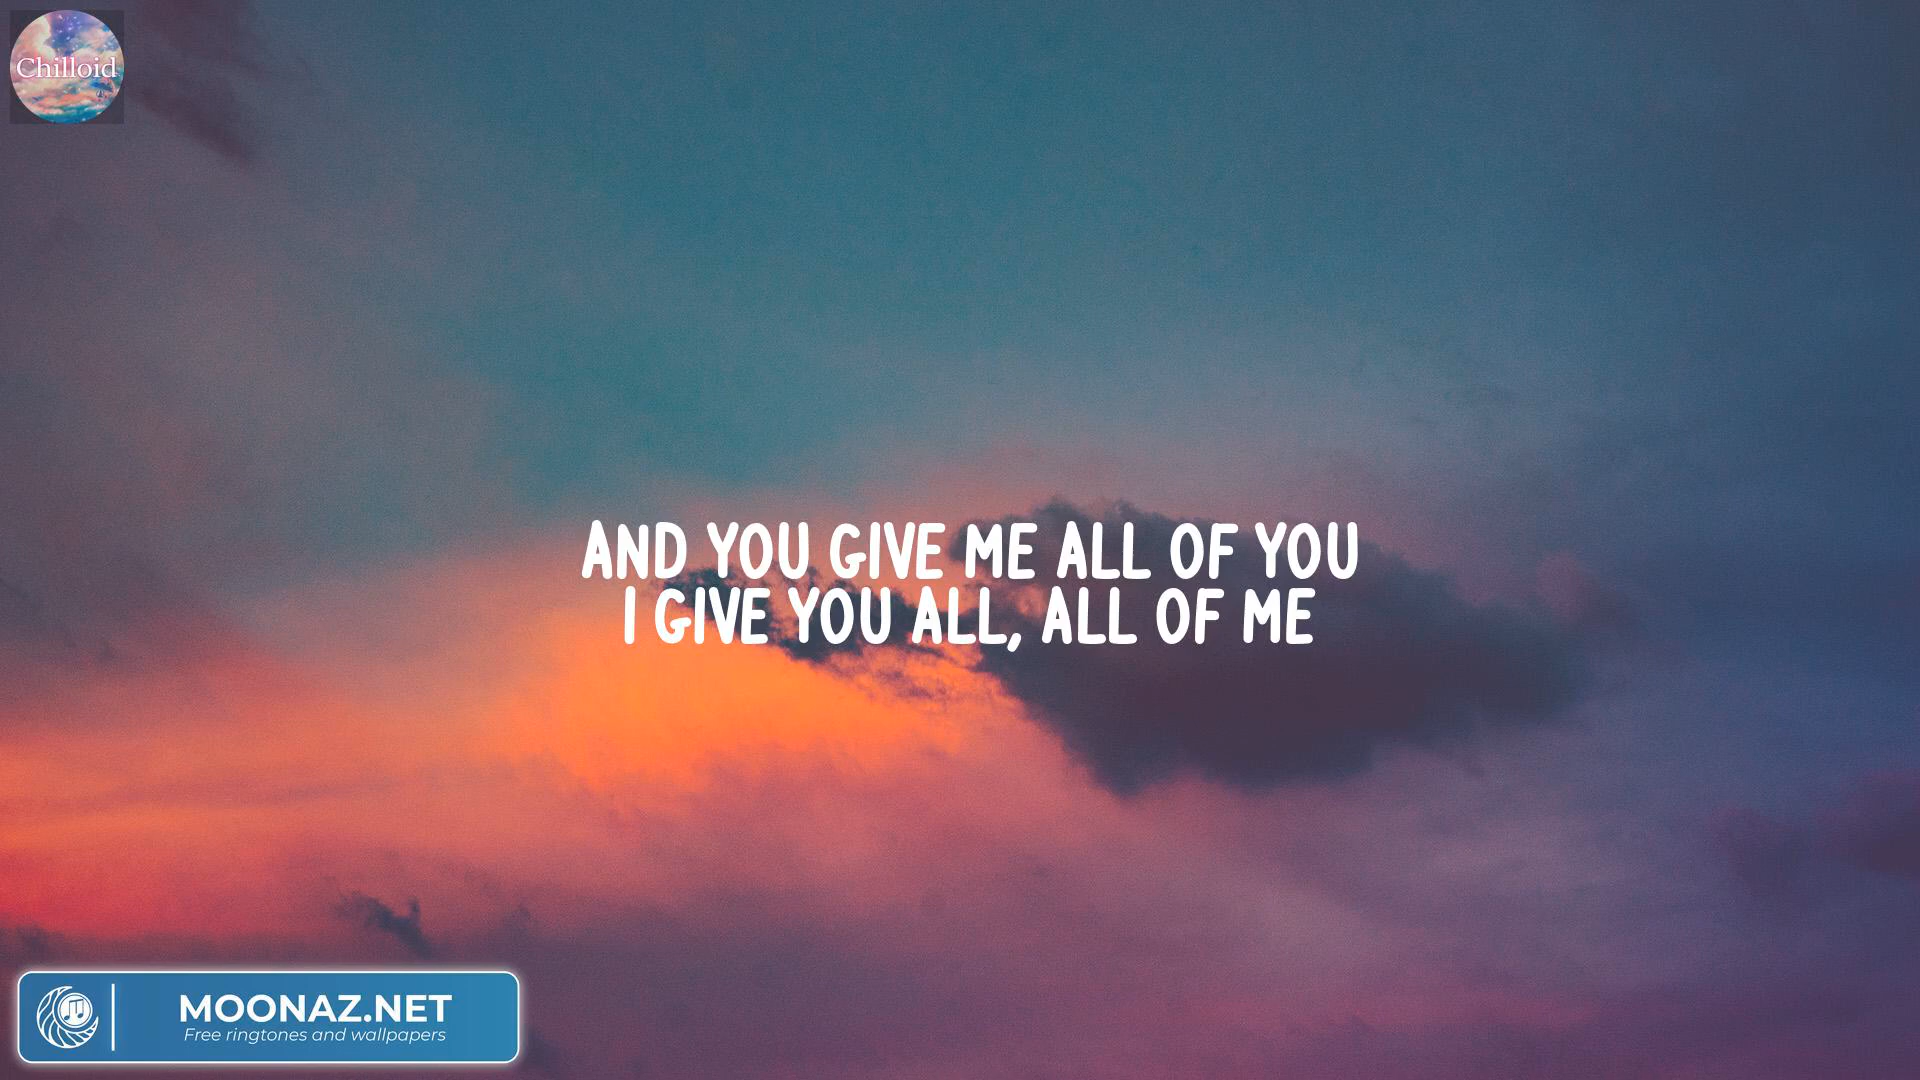 Chilloid
AND YOU GIVE ME ALL OF YOU
I GIVE YOU ALL, ALL OF ME
MOONAZ.NET
Free ringtones and wallpapers